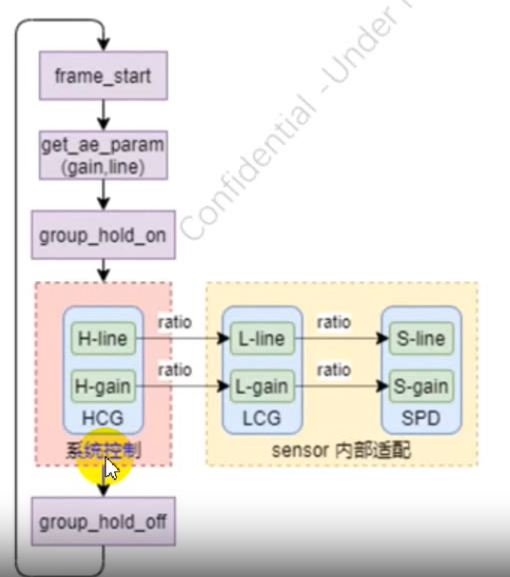 Confidential -Under
frame_start
get_ae_param
(gain,line)
group_hold_on
ratio
ratio
H-line
L-line
S-line
ratio
ratio
H-gain
L-gain
S-gain
HCG
LCG
SPD
系统控制
sensor 内部适配
group_hold_off